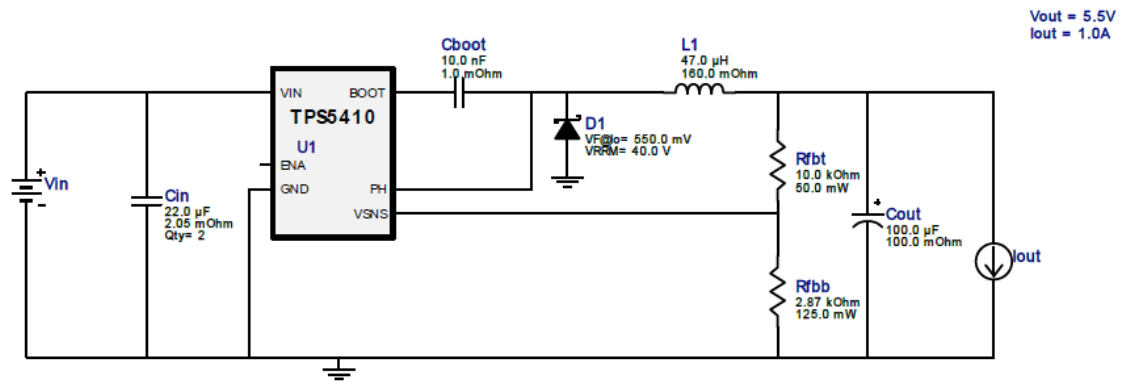 Vout = 5.5V
Iout = 1.0A
Cboot
10.0 nF
1.0 mOhm
L1
47.0 µH
160.0 mOhm
VIN
BOOT
TPS5410
U1
ENA
GND
PH
VSNS
D1
VF@Io= 550.0 mV
VRRM= 40.0 V
Rfbt
10.0 kOhm
50.0 mW
+
Vin
-
Cin
22.0 µF
2.05 mOhm
Qty= 2
+
Cout
100.0 µF
100.0 mOhm
Iout
Rfbb
2.87 kOhm
125.0 mW